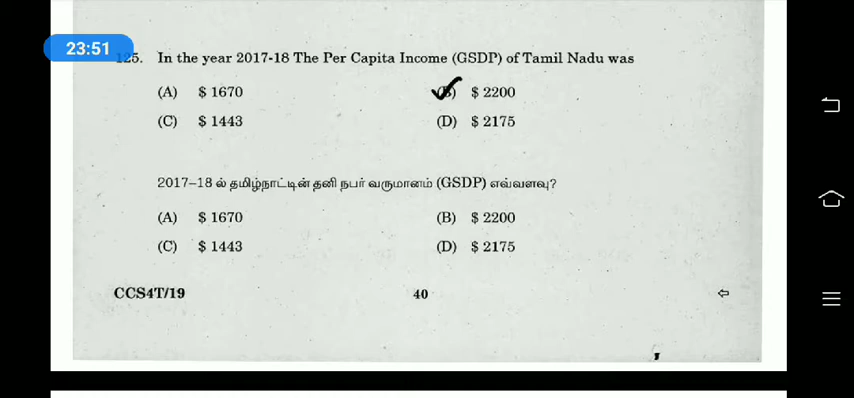 23:51
125. In the year 2017-18 The Per Capita Income (GSDP) of Tamil Nadu was
(A) $ 1670 (B) $ 2200
(C) $ 1443 (D) $ 2175
2017–18 ல் தமிழ்நாட்டின் தனி நபர் வருமானம் (GSDP) எவ்வளவு?
(A) $ 1670 (B) $ 2200
(C) $ 1443 (D) $ 2175
CCS4T/19 40